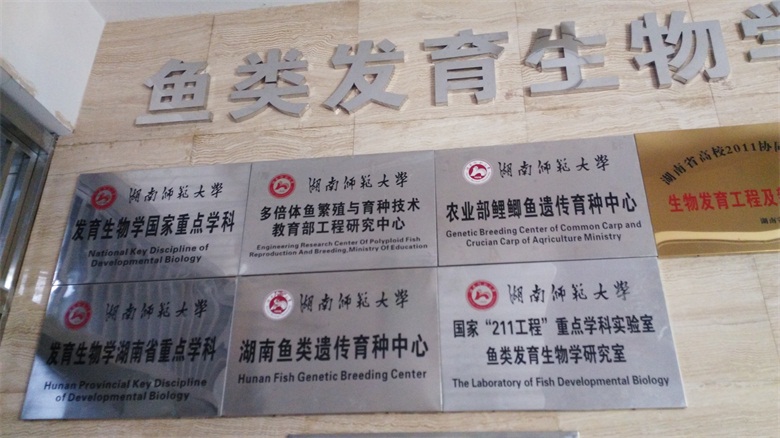 鱼类发育生物学
湖南师范大学
发育生物学国家重点学科
National Key Discipline of
Developmental Biology
湖南师范大学
多倍体鱼繁殖与育种技术
教育部工程研究中心
Engineering Research Center Of Polyploid Fish
Reproduction And Breeding,Ministry Of Education
湖南师范大学
农业部鲤鲫鱼遗传育种中心
Genetic Breeding Center of Common Carp and
Crucian Carp of Aqriculture Ministry
湖南省高校2011协
生物发育工程及
湖南
湖南师范大学
发育生物学湖南省重点学科
Hunan Provincial Key Discipline
of Developmental Biology
湖南师范大学
湖南鱼类遗传育种中心
Hunan Fish Genetic Breeding Center
湖南师范大学
国家“211工程”重点学科实验室
鱼类发育生物学研究室
The Laboratory of Fish Developmental Biology